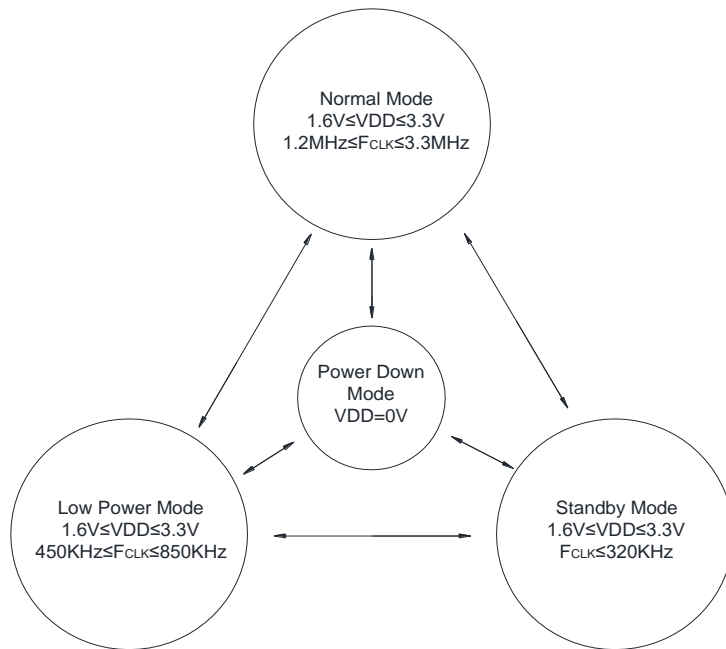 Normal Mode
1.6V≤VDD≤3.3V
1.2MHz≤FCLK≤3.3MHz
Power Down
Mode
VDD=0V
Low Power Mode
1.6V≤VDD≤3.3V
450KHz≤FCLK≤850KHz
Standby Mode
1.6V≤VDD≤3.3V
FCLK≤320KHz